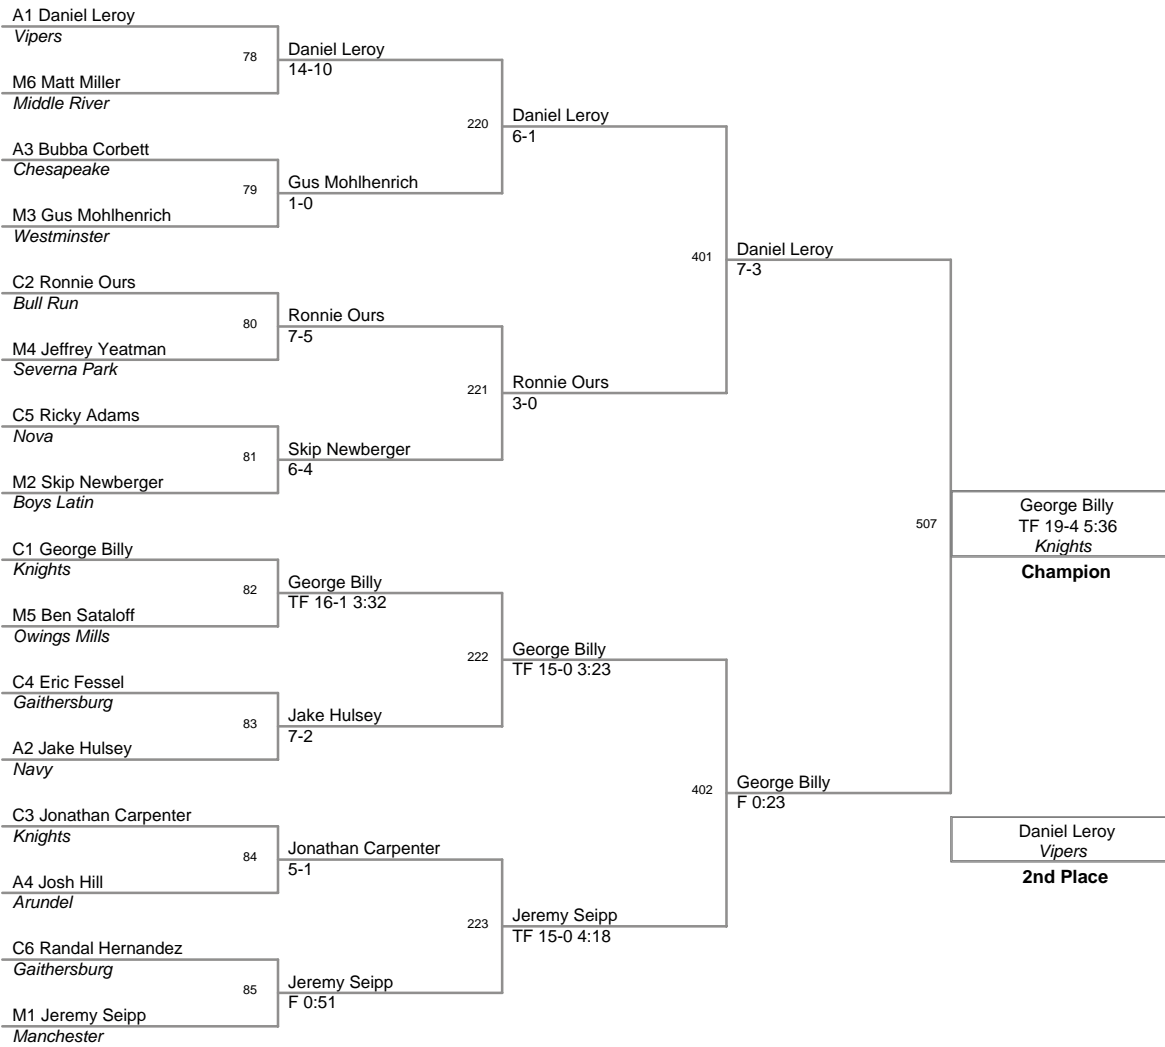 A1 Daniel Leroy
Vipers
78
M6 Matt Miller
Middle River
Daniel Leroy
14-10
A3 Bubba Corbett
Chesapeake
79
M3 Gus Mohlhenrich
Westminster
Gus Mohlhenrich
1-0
220
Daniel Leroy
6-1
C2 Ronnie Ours
Bull Run
80
M4 Jeffrey Yeatman
Severna Park
Ronnie Ours
7-5
C5 Ricky Adams
Nova
81
M2 Skip Newberger
Boys Latin
Skip Newberger
6-4
221
Ronnie Ours
3-0
401
Daniel Leroy
7-3
C1 George Billy
Knights
82
M5 Ben Sataloff
Owings Mills
George Billy
TF 16-1 3:32
C4 Eric Fessel
Gaithersburg
83
A2 Jake Hulsey
Navy
Jake Hulsey
7-2
222
George Billy
TF 15-0 3:23
C3 Jonathan Carpenter
Knights
84
A4 Josh Hill
Arundel
Jonathan Carpenter
5-1
C6 Randal Hernandez
Gaithersburg
85
M1 Jeremy Seipp
Manchester
Jeremy Seipp
F 0:51
223
Jeremy Seipp
TF 15-0 4:18
402
George Billy
F 0:23
507
George Billy
TF 19-4 5:36
Knights
Champion
Daniel Leroy
Vipers
2nd Place